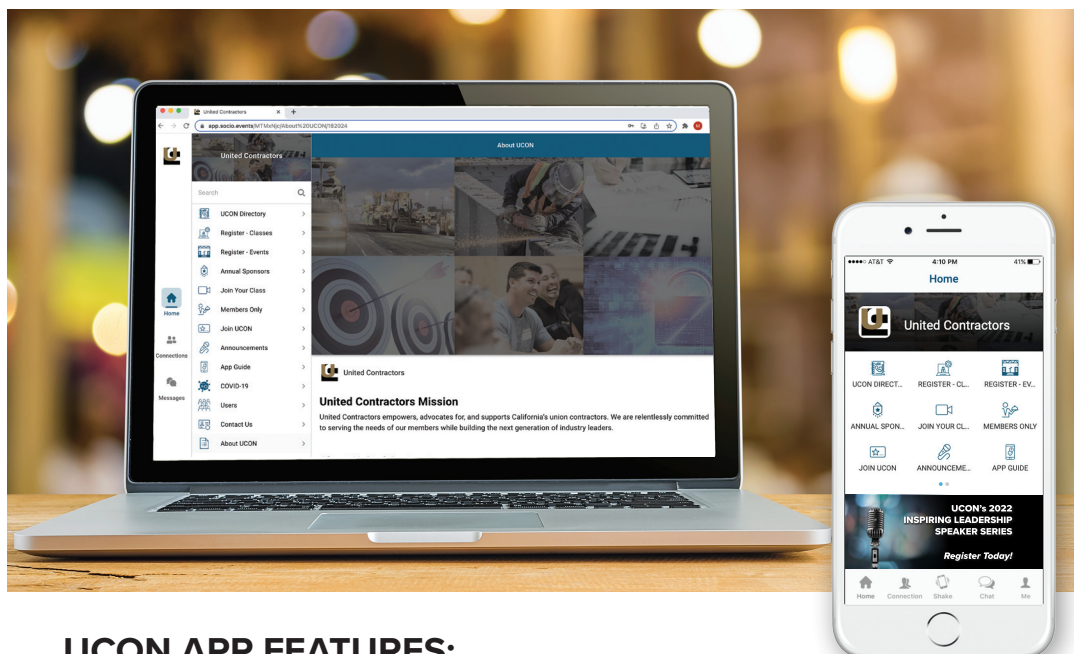 United Contractors
app.socio.events/MTMxNjc/About%20UCON/182024
United Contractors
About UCON
Search
UCON Directory
Register - Classes
Register - Events
Annual Sponsors
Join Your Class
Members Only
Join UCON
Announcements
App Guide
COVID-19
Users
Contact Us
About UCON
Home
Connections
Messages
United Contractors
United Contractors Mission
United Contractors empowers, advocates for, and supports California's union contractors. We are relentlessly committed
to serving the needs of our members while building the next generation of industry leaders.
AT&T 4:10 PM 41%
Home
United Contractors
UCON DIRECT... REGISTER - CL... REGISTER - EV...
ANNUAL SPON... JOIN YOUR CL... MEMBERS ONLY
JOIN UCON ANNOUNCEME... APP GUIDE
UCON's 2022
INSPIRING LEADERSHIP
SPEAKER SERIES
Register Today!
Home Connection Shake Chat Me
UCON APP FEATURES: